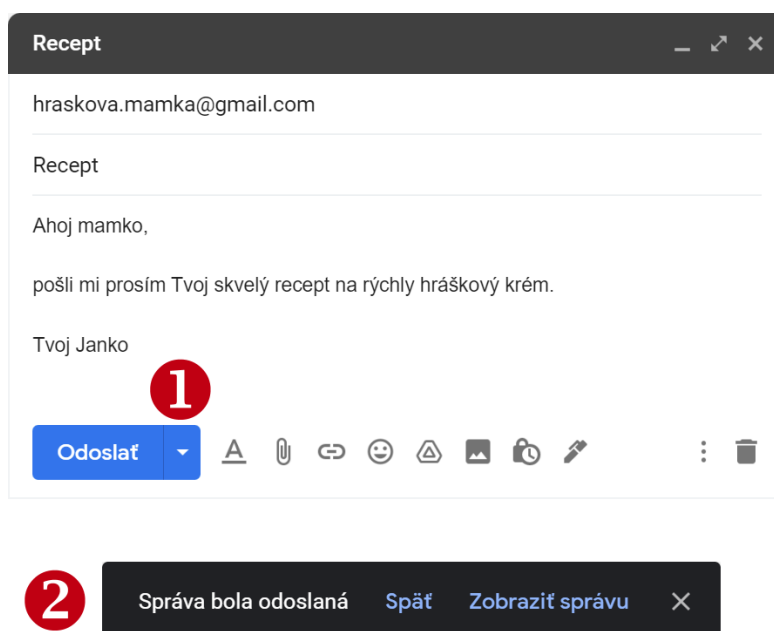 Recept
hraskova.mamka@gmail.com
Recept
Ahoj mamko,
pošli mi prosím Tvoj skvelý recept na rýchly hráškový krém.
Tvoj Janko
1
Odoslať
2
Správa bola odoslaná Späť Zobraziť správu